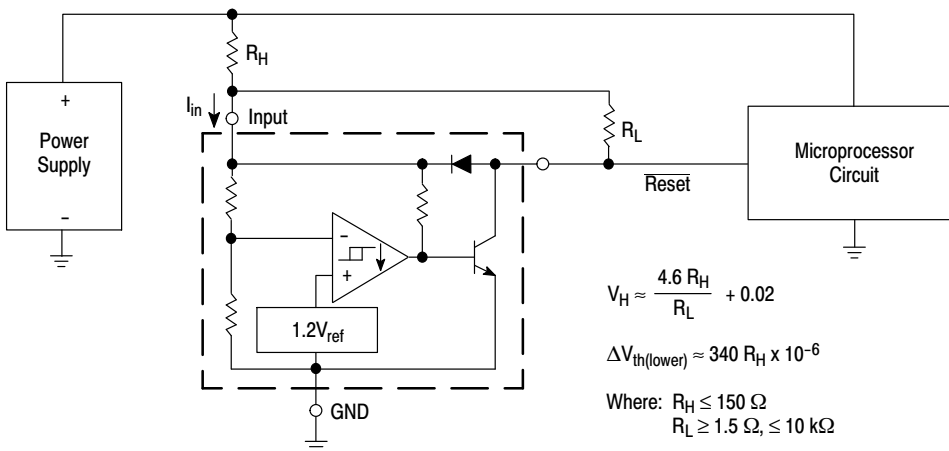 R_H
I_in
Input
+
Power
Supply
−
R_L
Reset
Microprocessor
Circuit
−
+
1.2V_ref
GND
V_H ≈ 4.6 R_H / R_L + 0.02
ΔV_th(lower) ≈ 340 R_H x 10⁻⁶
Where: R_H ≤ 150 Ω
R_L ≥ 1.5 Ω, ≤ 10 kΩ